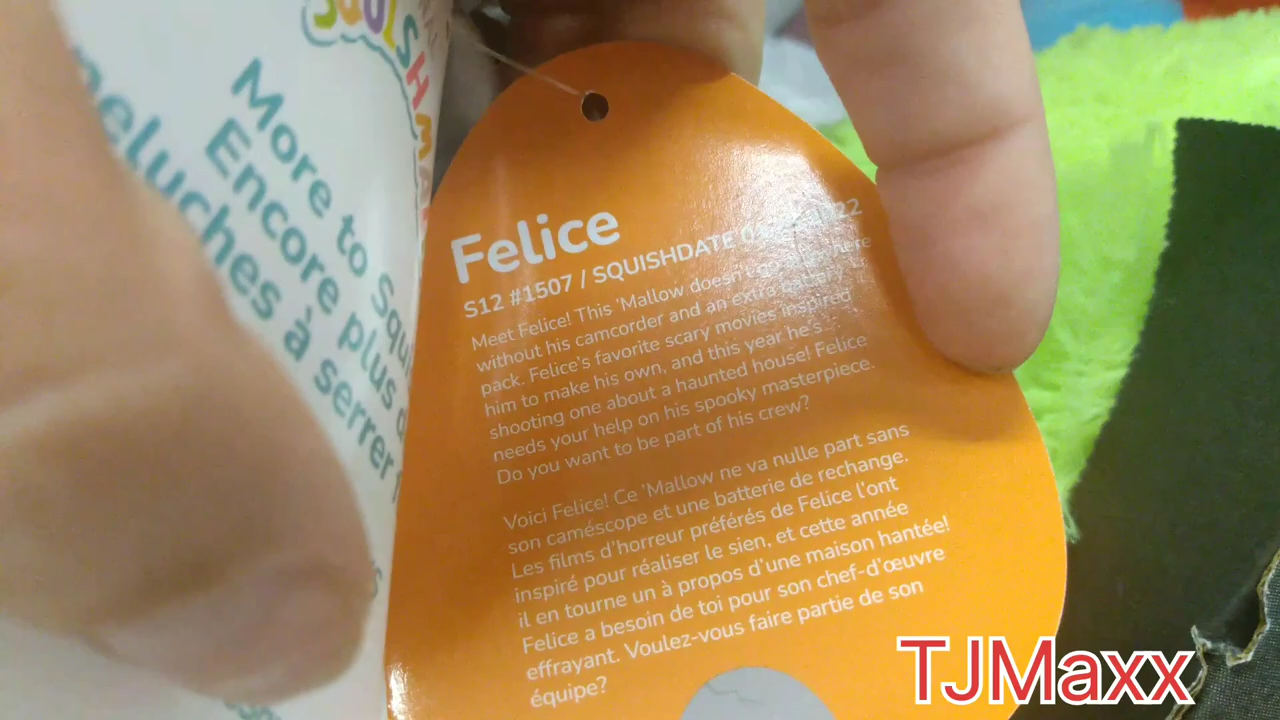 SQUISHMA
More to Squi
Encore plus d
peluches à serrer
Felice
S12 #1507 / SQUISHDATE
Meet Felice! This 'Mallow doesn't go anywhere
without his camcorder and an extra battery
pack. Felice's favorite scary movies inspired
him to make his own, and this year he's
shooting one about a haunted house! Felice
needs your help on his spooky masterpiece.
Do you want to be part of his crew?
Voici Felice! Ce 'Mallow ne va nulle part sans
son caméscope et une batterie de rechange.
Les films d'horreur préférés de Felice l'ont
inspiré pour réaliser le sien, et cette année
il en tourne un à propos d'une maison hantée!
Felice a besoin de toi pour son chef-d'œuvre
effrayant. Voulez-vous faire partie de son
équipe?
TJMaxx